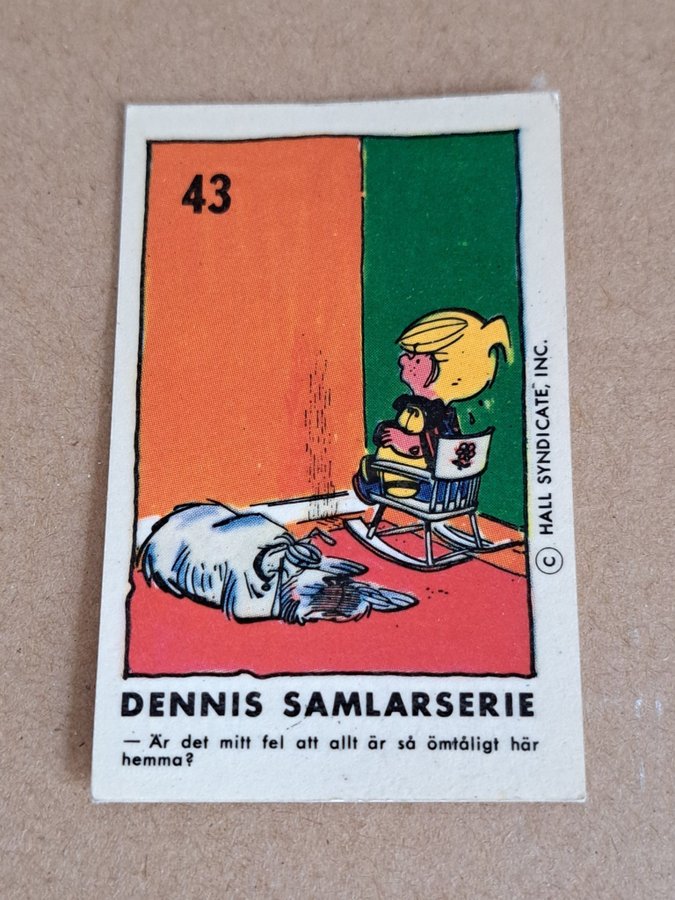 43
© HALL SYNDICATE, INC.
DENNIS SAMLARSERIE
— Är det mitt fel att allt är så ömtåligt här
hemma?